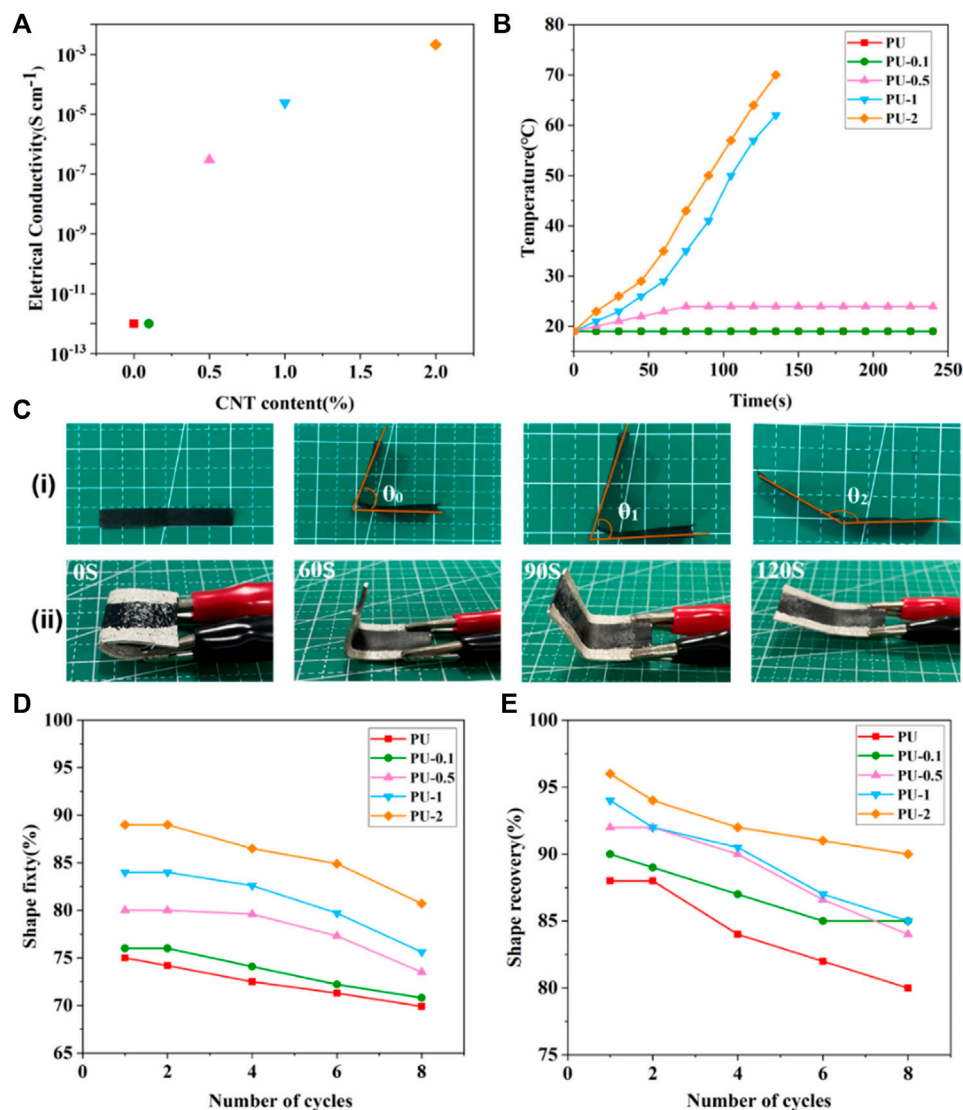 A
Eletrical Conductivity(S cm⁻¹)
10⁻³
10⁻⁵
10⁻⁷
10⁻⁹
10⁻¹¹
10⁻¹³
0.0 0.5 1.0 1.5 2.0
CNT content(%)
B
Temperature(℃)
80
70
60
50
40
30
20
0 50 100 150 200 250
Time(s)
PU
PU-0.1
PU-0.5
PU-1
PU-2
C
(i)
θ₀
θ₁
θ₂
(ii)
0S
60S
90S
120S
D
Shape fixty(%)
100
95
90
85
80
75
70
65
0 2 4 6 8
Number of cycles
PU
PU-0.1
PU-0.5
PU-1
PU-2
E
Shape recovery(%)
100
95
90
85
80
75
0 2 4 6 8
Number of cycles
PU
PU-0.1
PU-0.5
PU-1
PU-2